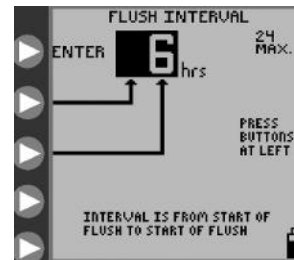 FLUSH INTERVAL
24
MAX.
ENTER 6 hrs
PRESS
BUTTONS
AT LEFT
INTERVAL IS FROM START OF
FLUSH TO START OF FLUSH